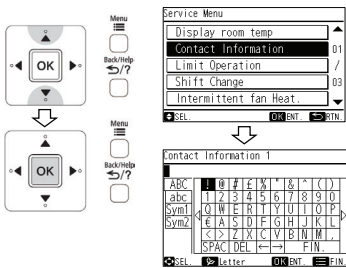 Menu
OK
Back/Help
/?
Menu
OK
Back/Help
/?
Service Menu
Display room temp
Contact Information 01
Limit Operation /
Shift Change 03
Intermittent fan Heat.
SEL. OK ENT. RTN.
Contact Information 1
ABC ! @ # £ % " & ^ ( )
abc 1 2 3 4 5 6 7 8 9 0
Sym1 Q W E R T Y U I O P
Sym2 € A S D F G H J K L
< > Z X C V B N M ,
SPAC DEL ← → FIN.
SEL. Letter OK ENT. FIN.